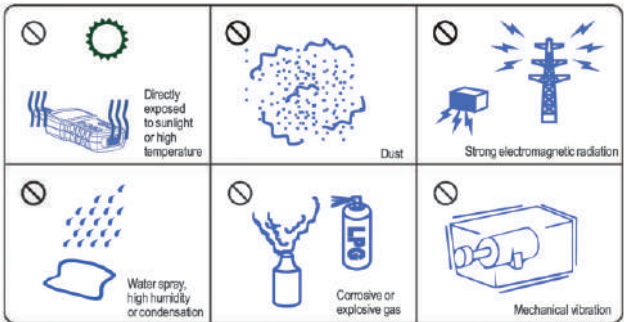 Directly
exposed
to sunlight
or high
temperature
Dust
Strong electromagnetic radiation
Water spray,
high humidity
or condensation
LPG
Corrosive or
explosive gas
Mechanical vibration